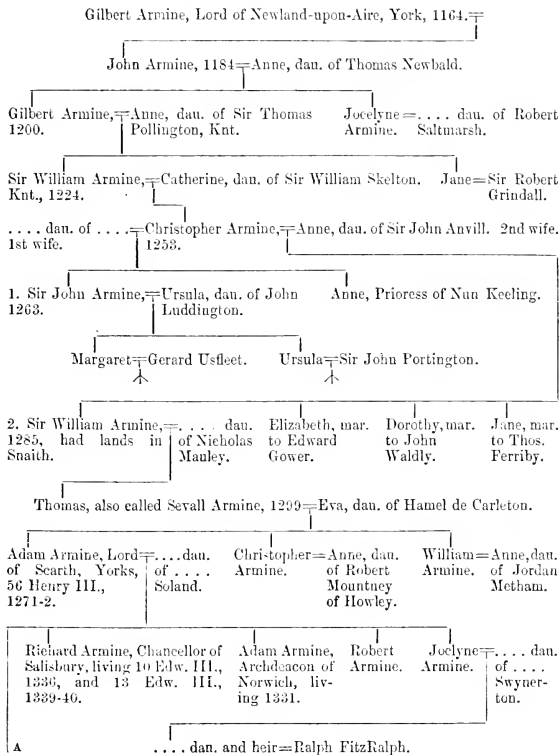 Gilbert Armine, Lord of Newland-upon-Aire, York, 1164.=
John Armine, 1184=Anne, dau. of Thomas Newbald.
Gilbert Armine,=Anne, dau. of Sir Thomas
1200. Pollington, Knt.
Jocelyne=.... dau. of Robert
Armine. Saltmarsh.
Sir William Armine,=Catherine, dau. of Sir William Skelton.
Knt., 1224.
Jane=Sir Robert
Grindall.
.... dau. of ....=Christopher Armine,=Anne, dau. of Sir John Anvill. 2nd wife.
1st wife. 1253.
1. Sir John Armine,=Ursula, dau. of John
1263. Luddington.
Anne, Prioress of Nun Keeling.
Margaret=Gerard Usfleet.
Ursula=Sir John Portington.
2. Sir William Armine,=.... dau.
1285, had lands in of Nicholas
Snaith. Mauley.
Elizabeth, mar.
to Edward
Gower.
Dorothy, mar.
to John
Waldly.
Jane, mar.
to Thos.
Ferriby.
Thomas, also called Sevall Armine, 1299=Eva, dau. of Hamel de Carleton.
Adam Armine, Lord=....dau.
of Scarth, Yorks, of ....
56 Henry III., Soland.
1271-2.
Christopher=Anne, dau.
Armine. of Robert
Mountney
of Howley.
William=Anne, dau.
Armine. of Jordan
Metham.
Richard Armine, Chancellor of
Salisbury, living 10 Edw. III.,
1336, and 13 Edw. III.,
1339-40.
Adam Armine,
Archdeacon of
Norwich, liv-
ing 1331.
Robert
Armine.
Joclyne=.... dau.
Armine. of ....
Swyner-
ton.
A .... dau. and heir=Ralph FitzRalph.